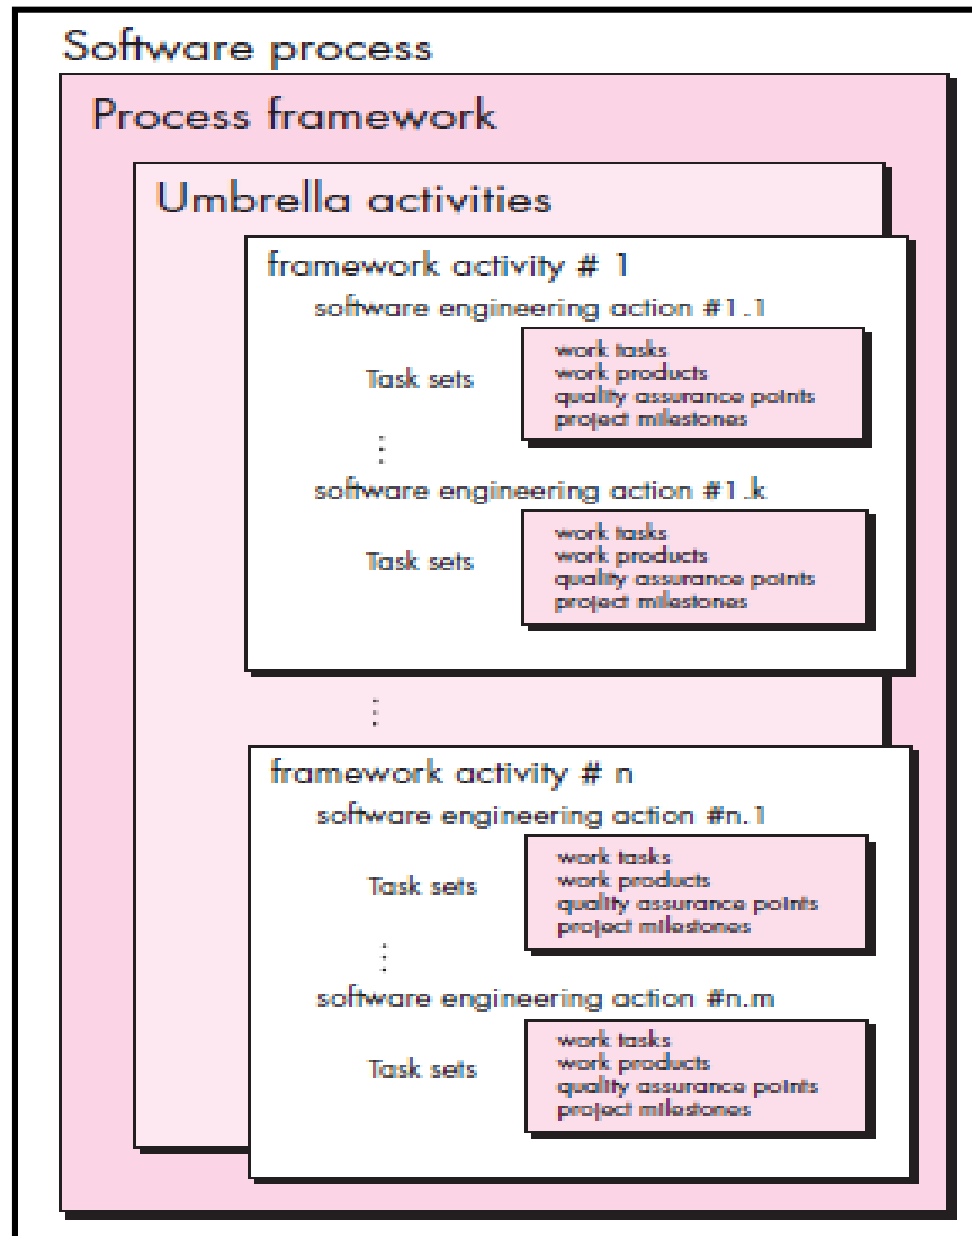 Software process
Process framework
Umbrella activities
framework activity # 1
software engineering action #1.1
Task sets
work tasks
work products
quality assurance points
project milestones
software engineering action #1.k
Task sets
work tasks
work products
quality assurance points
project milestones
framework activity # n
software engineering action #n.1
Task sets
work tasks
work products
quality assurance points
project milestones
software engineering action #n.m
Task sets
work tasks
work products
quality assurance points
project milestones